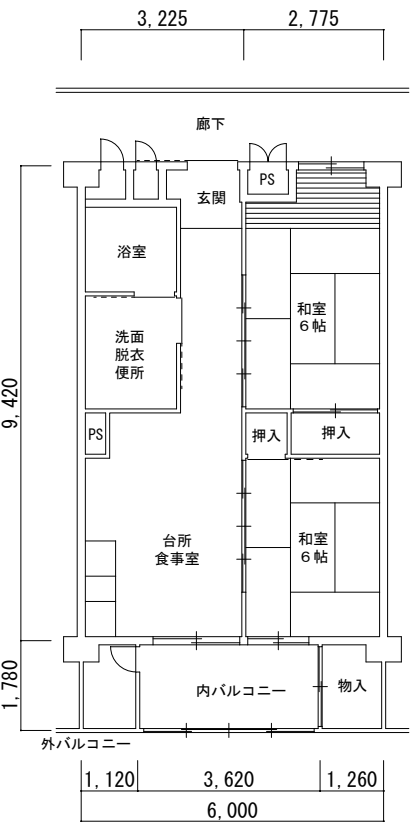 3,225
2,775
廊下
PS
玄関
浴室
和室
6帖
洗面
脱衣
便所
9,420
PS
押入
押入
台所
食事室
和室
6帖
1,780
内バルコニー
物入
外バルコニー
1,120
3,620
1,260
6,000